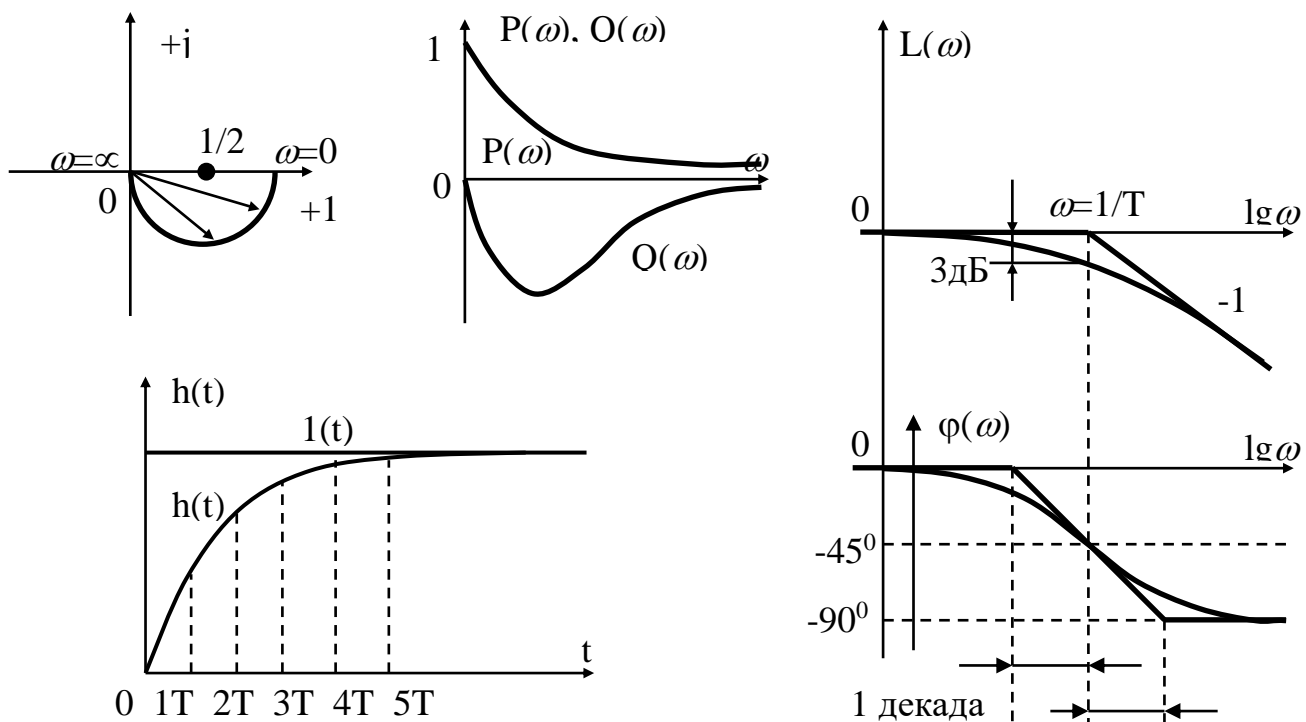 +j
1/2
ω=∞
ω=0
0
+1
P(ω), Q(ω)
1
P(ω)
ω
0
Q(ω)
L(ω)
0
ω=1/T
lgω
3дБ
-1
h(t)
1(t)
h(t)
t
0 1T 2T 3T 4T 5T
φ(ω)
0
lgω
-45⁰
-90⁰
1 декада